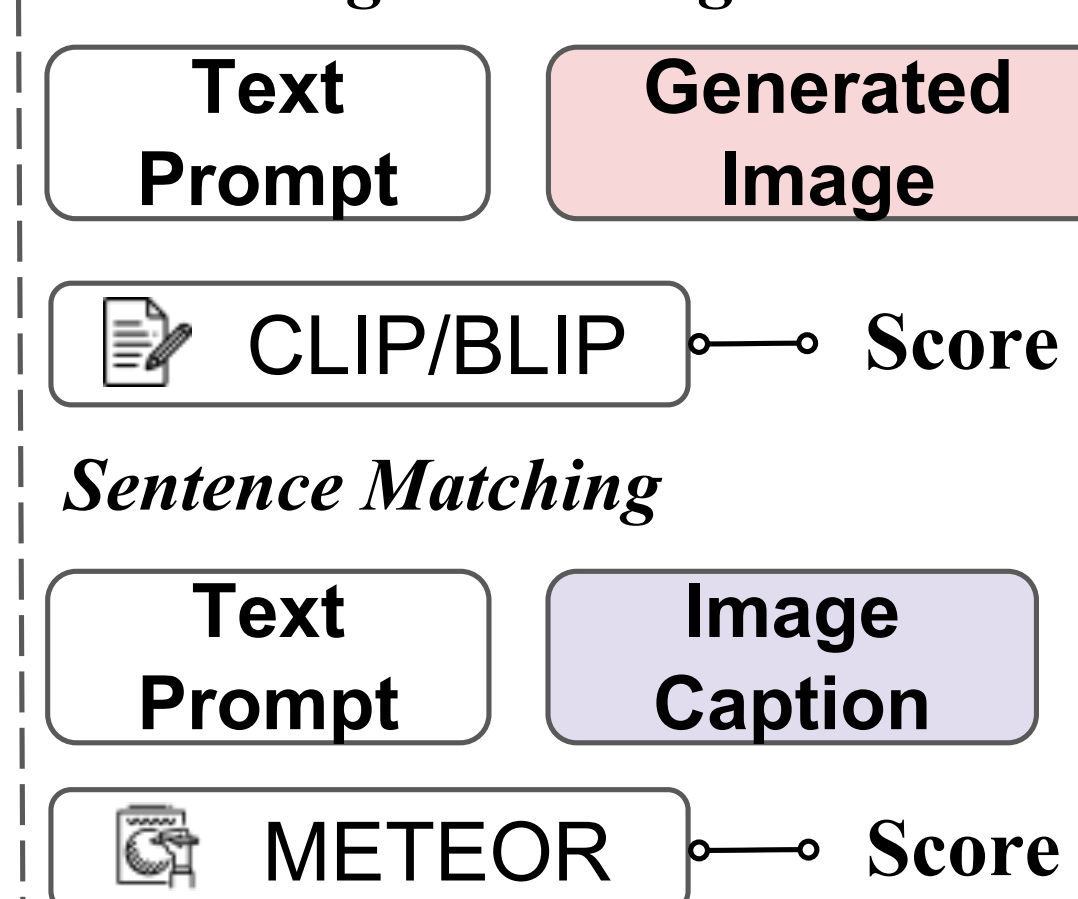 Text Generated
Prompt Image
CLIP/BLIP Score
Sentence Matching
Text Image
Prompt Caption
METEOR Score